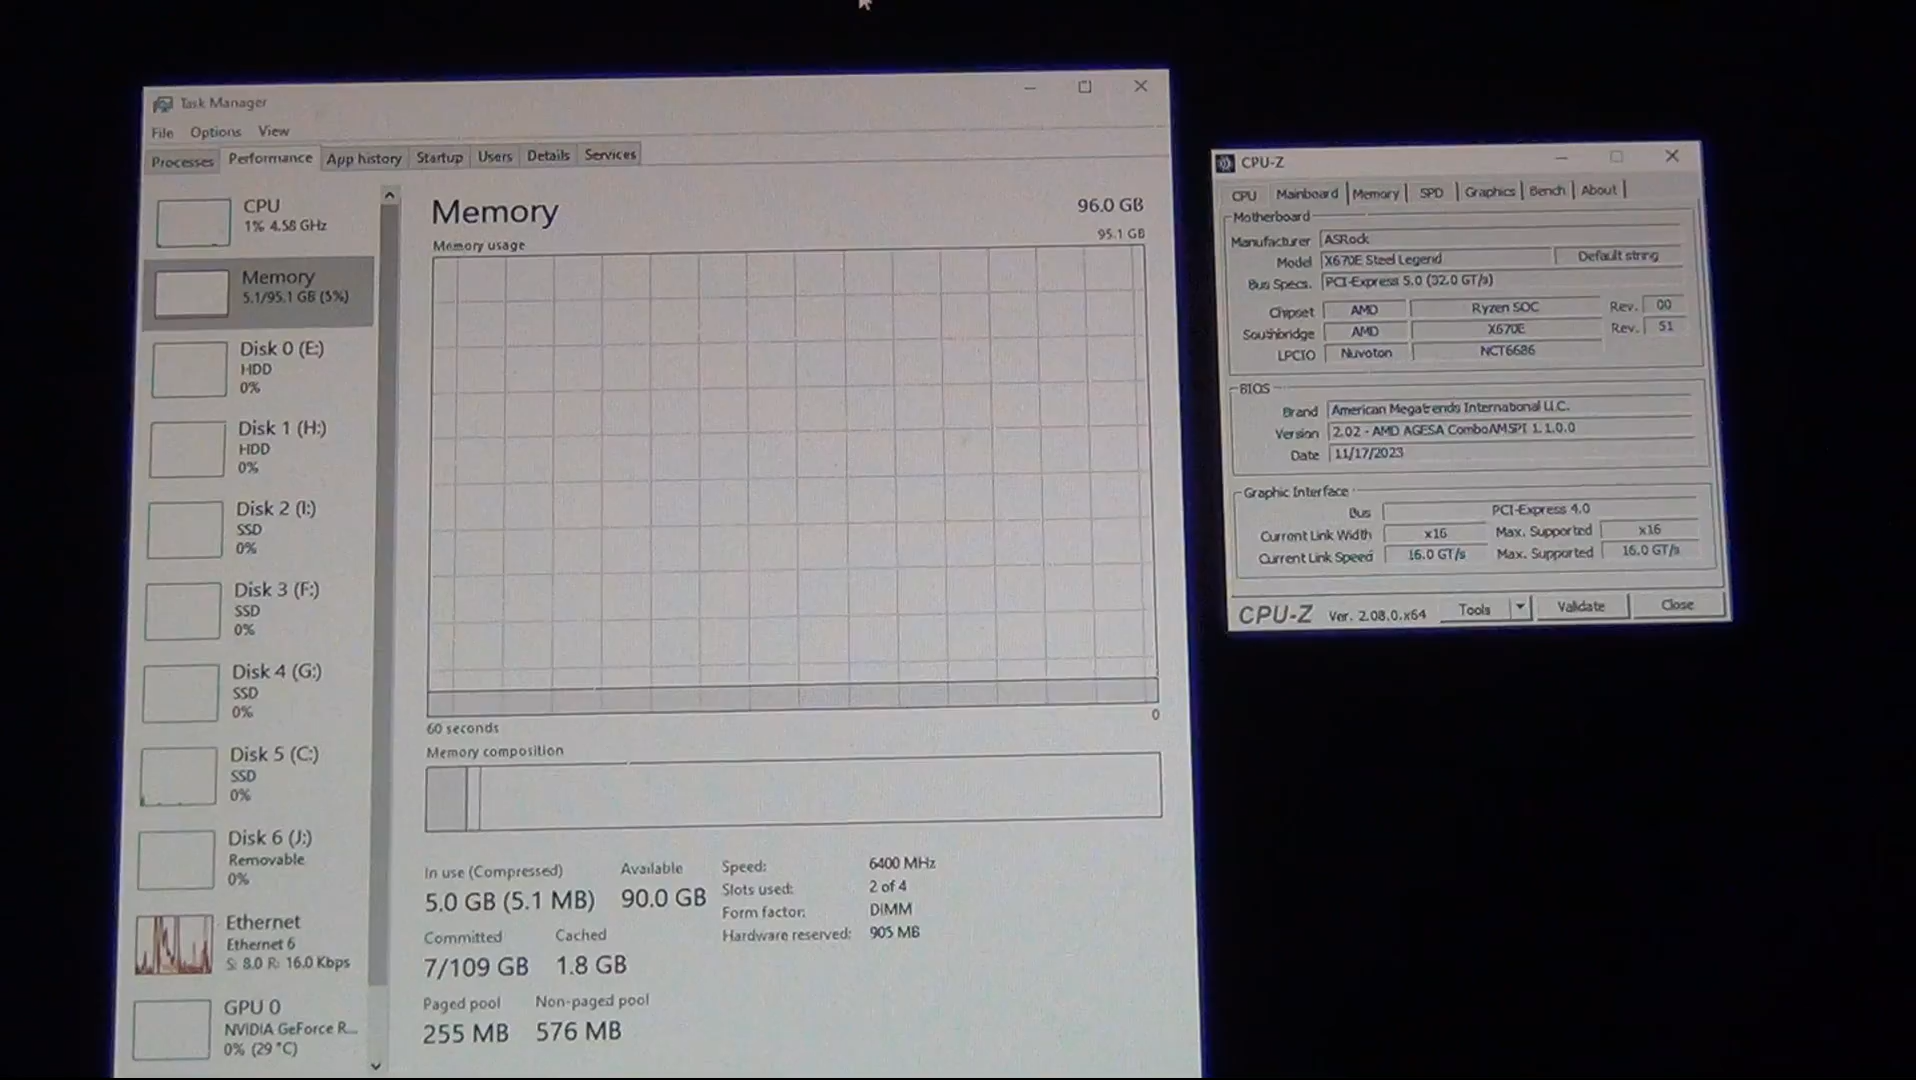 Task Manager
File Options View
Processes Performance App history Startup Users Details Services
CPU
1% 4.58 GHz
Memory
5.1/95.1 GB (5%)
Disk 0 (E:)
HDD
0%
Disk 1 (H:)
HDD
0%
Disk 2 (I:)
SSD
0%
Disk 3 (F:)
SSD
0%
Disk 4 (G:)
SSD
0%
Disk 5 (C:)
SSD
0%
Disk 6 (J:)
Removable
0%
Ethernet
Ethernet 6
S: 8.0 R: 16.0 Kbps
GPU 0
NVIDIA GeForce R...
0% (29 °C)
Memory 96.0 GB
Memory usage 95.1 GB
60 seconds 0
Memory composition
In use (Compressed) Available
5.0 GB (5.1 MB) 90.0 GB
Committed Cached
7/109 GB 1.8 GB
Paged pool Non-paged pool
255 MB 576 MB
Speed: 6400 MHz
Slots used: 2 of 4
Form factor: DIMM
Hardware reserved: 905 MB
CPU-Z
CPU Mainboard Memory SPD Graphics Bench About
Motherboard
Manufacturer ASRock
Model X670E Steel Legend Default string
Bus Specs. PCI-Express 5.0 (32.0 GT/s)
Chipset AMD Ryzen SOC Rev. 00
Southbridge AMD X670E Rev. 51
LPCIO Nuvoton NCT6686
BIOS
Brand American Megatrends International LLC.
Version 2.02 - AMD AGESA ComboAM5PI 1.1.0.0
Date 11/17/2023
Graphic Interface
Bus PCI-Express 4.0
Current Link Width x16 Max. Supported x16
Current Link Speed 16.0 GT/s Max. Supported 16.0 GT/s
CPU-Z Ver. 2.08.0.x64 Tools Validate Close